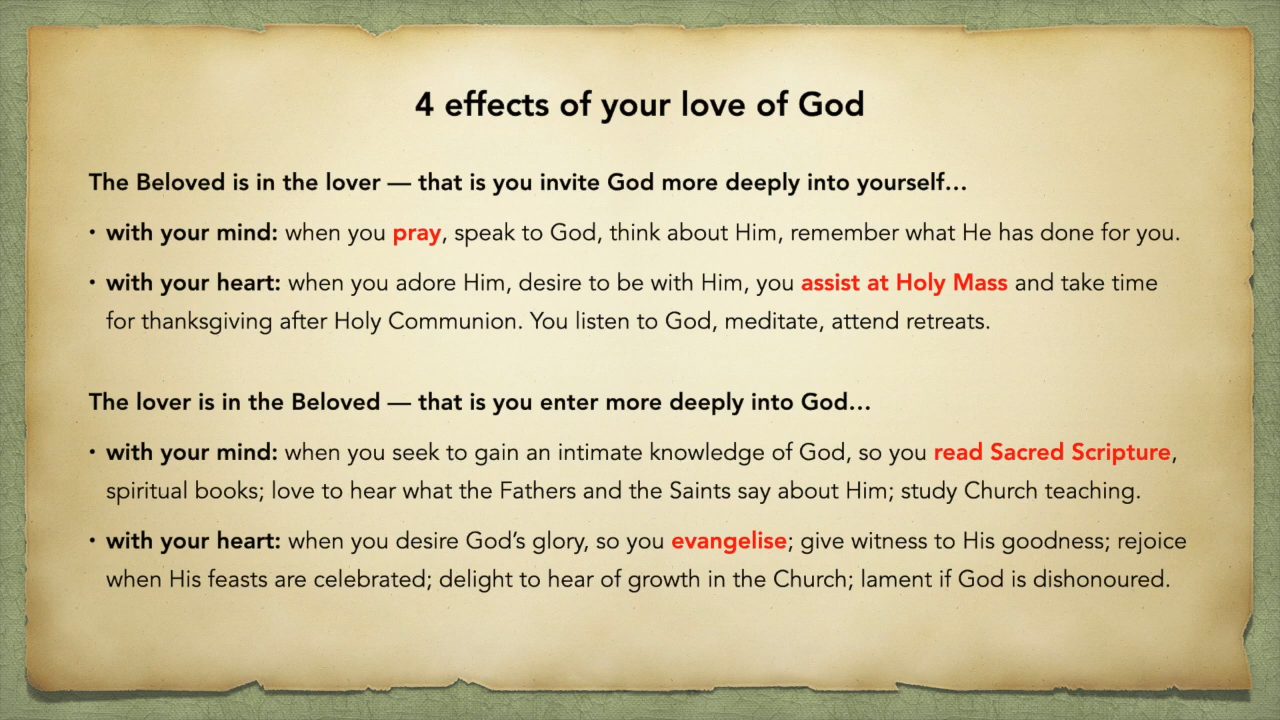 4 effects of your love of God
The Beloved is in the lover — that is you invite God more deeply into yourself…
• with your mind: when you pray, speak to God, think about Him, remember what He has done for you.
• with your heart: when you adore Him, desire to be with Him, you assist at Holy Mass and take time
for thanksgiving after Holy Communion. You listen to God, meditate, attend retreats.
The lover is in the Beloved — that is you enter more deeply into God…
• with your mind: when you seek to gain an intimate knowledge of God, so you read Sacred Scripture,
spiritual books; love to hear what the Fathers and the Saints say about Him; study Church teaching.
• with your heart: when you desire God’s glory, so you evangelise; give witness to His goodness; rejoice
when His feasts are celebrated; delight to hear of growth in the Church; lament if God is dishonoured.